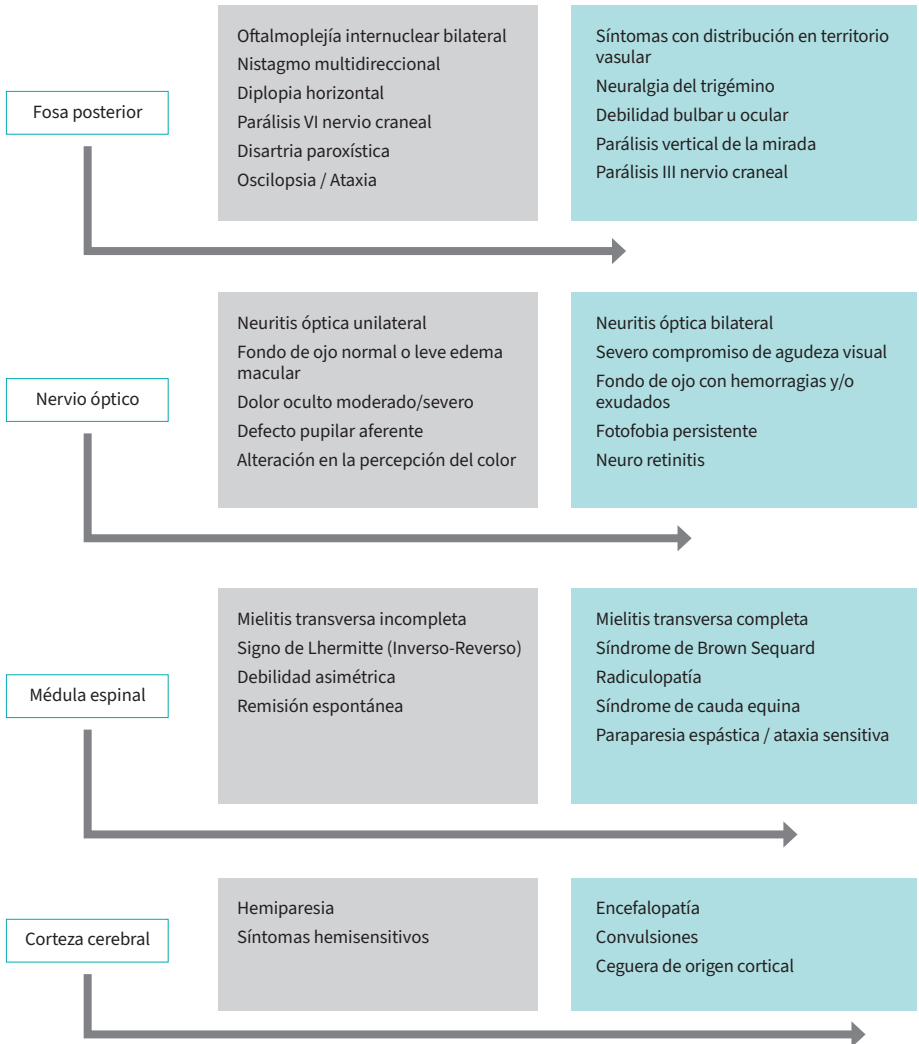 Fosa posterior
Oftalmoplejía internuclear bilateral
Nistagmo multidireccional
Diplopia horizontal
Parálisis VI nervio craneal
Disartria paroxística
Oscilopsia / Ataxia
Síntomas con distribución en territorio
vasular
Neuralgia del trigémino
Debilidad bulbar u ocular
Parálisis vertical de la mirada
Parálisis III nervio craneal
Nervio óptico
Neuritis óptica unilateral
Fondo de ojo normal o leve edema
macular
Dolor oculto moderado/severo
Defecto pupilar aferente
Alteración en la percepción del color
Neuritis óptica bilateral
Severo compromiso de agudeza visual
Fondo de ojo con hemorragias y/o
exudados
Fotofobia persistente
Neuro retinitis
Médula espinal
Mielitis transversa incompleta
Signo de Lhermitte (Inverso-Reverso)
Debilidad asimétrica
Remisión espontánea
Mielitis transversa completa
Síndrome de Brown Sequard
Radiculopatía
Síndrome de cauda equina
Paraparesia espástica / ataxia sensitiva
Corteza cerebral
Hemiparesia
Síntomas hemisensitivos
Encefalopatía
Convulsiones
Ceguera de origen cortical